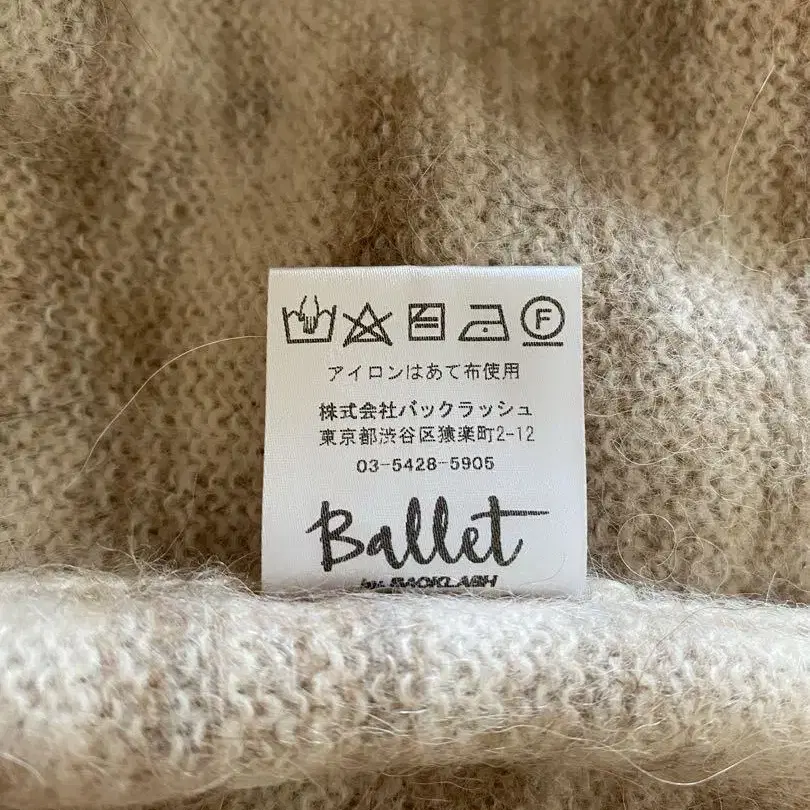 F
アイロンはあて布使用
株式会社バックラッシュ
東京都渋谷区猿楽町2-12
03-5428-5905
Ballet
by BACKLASH